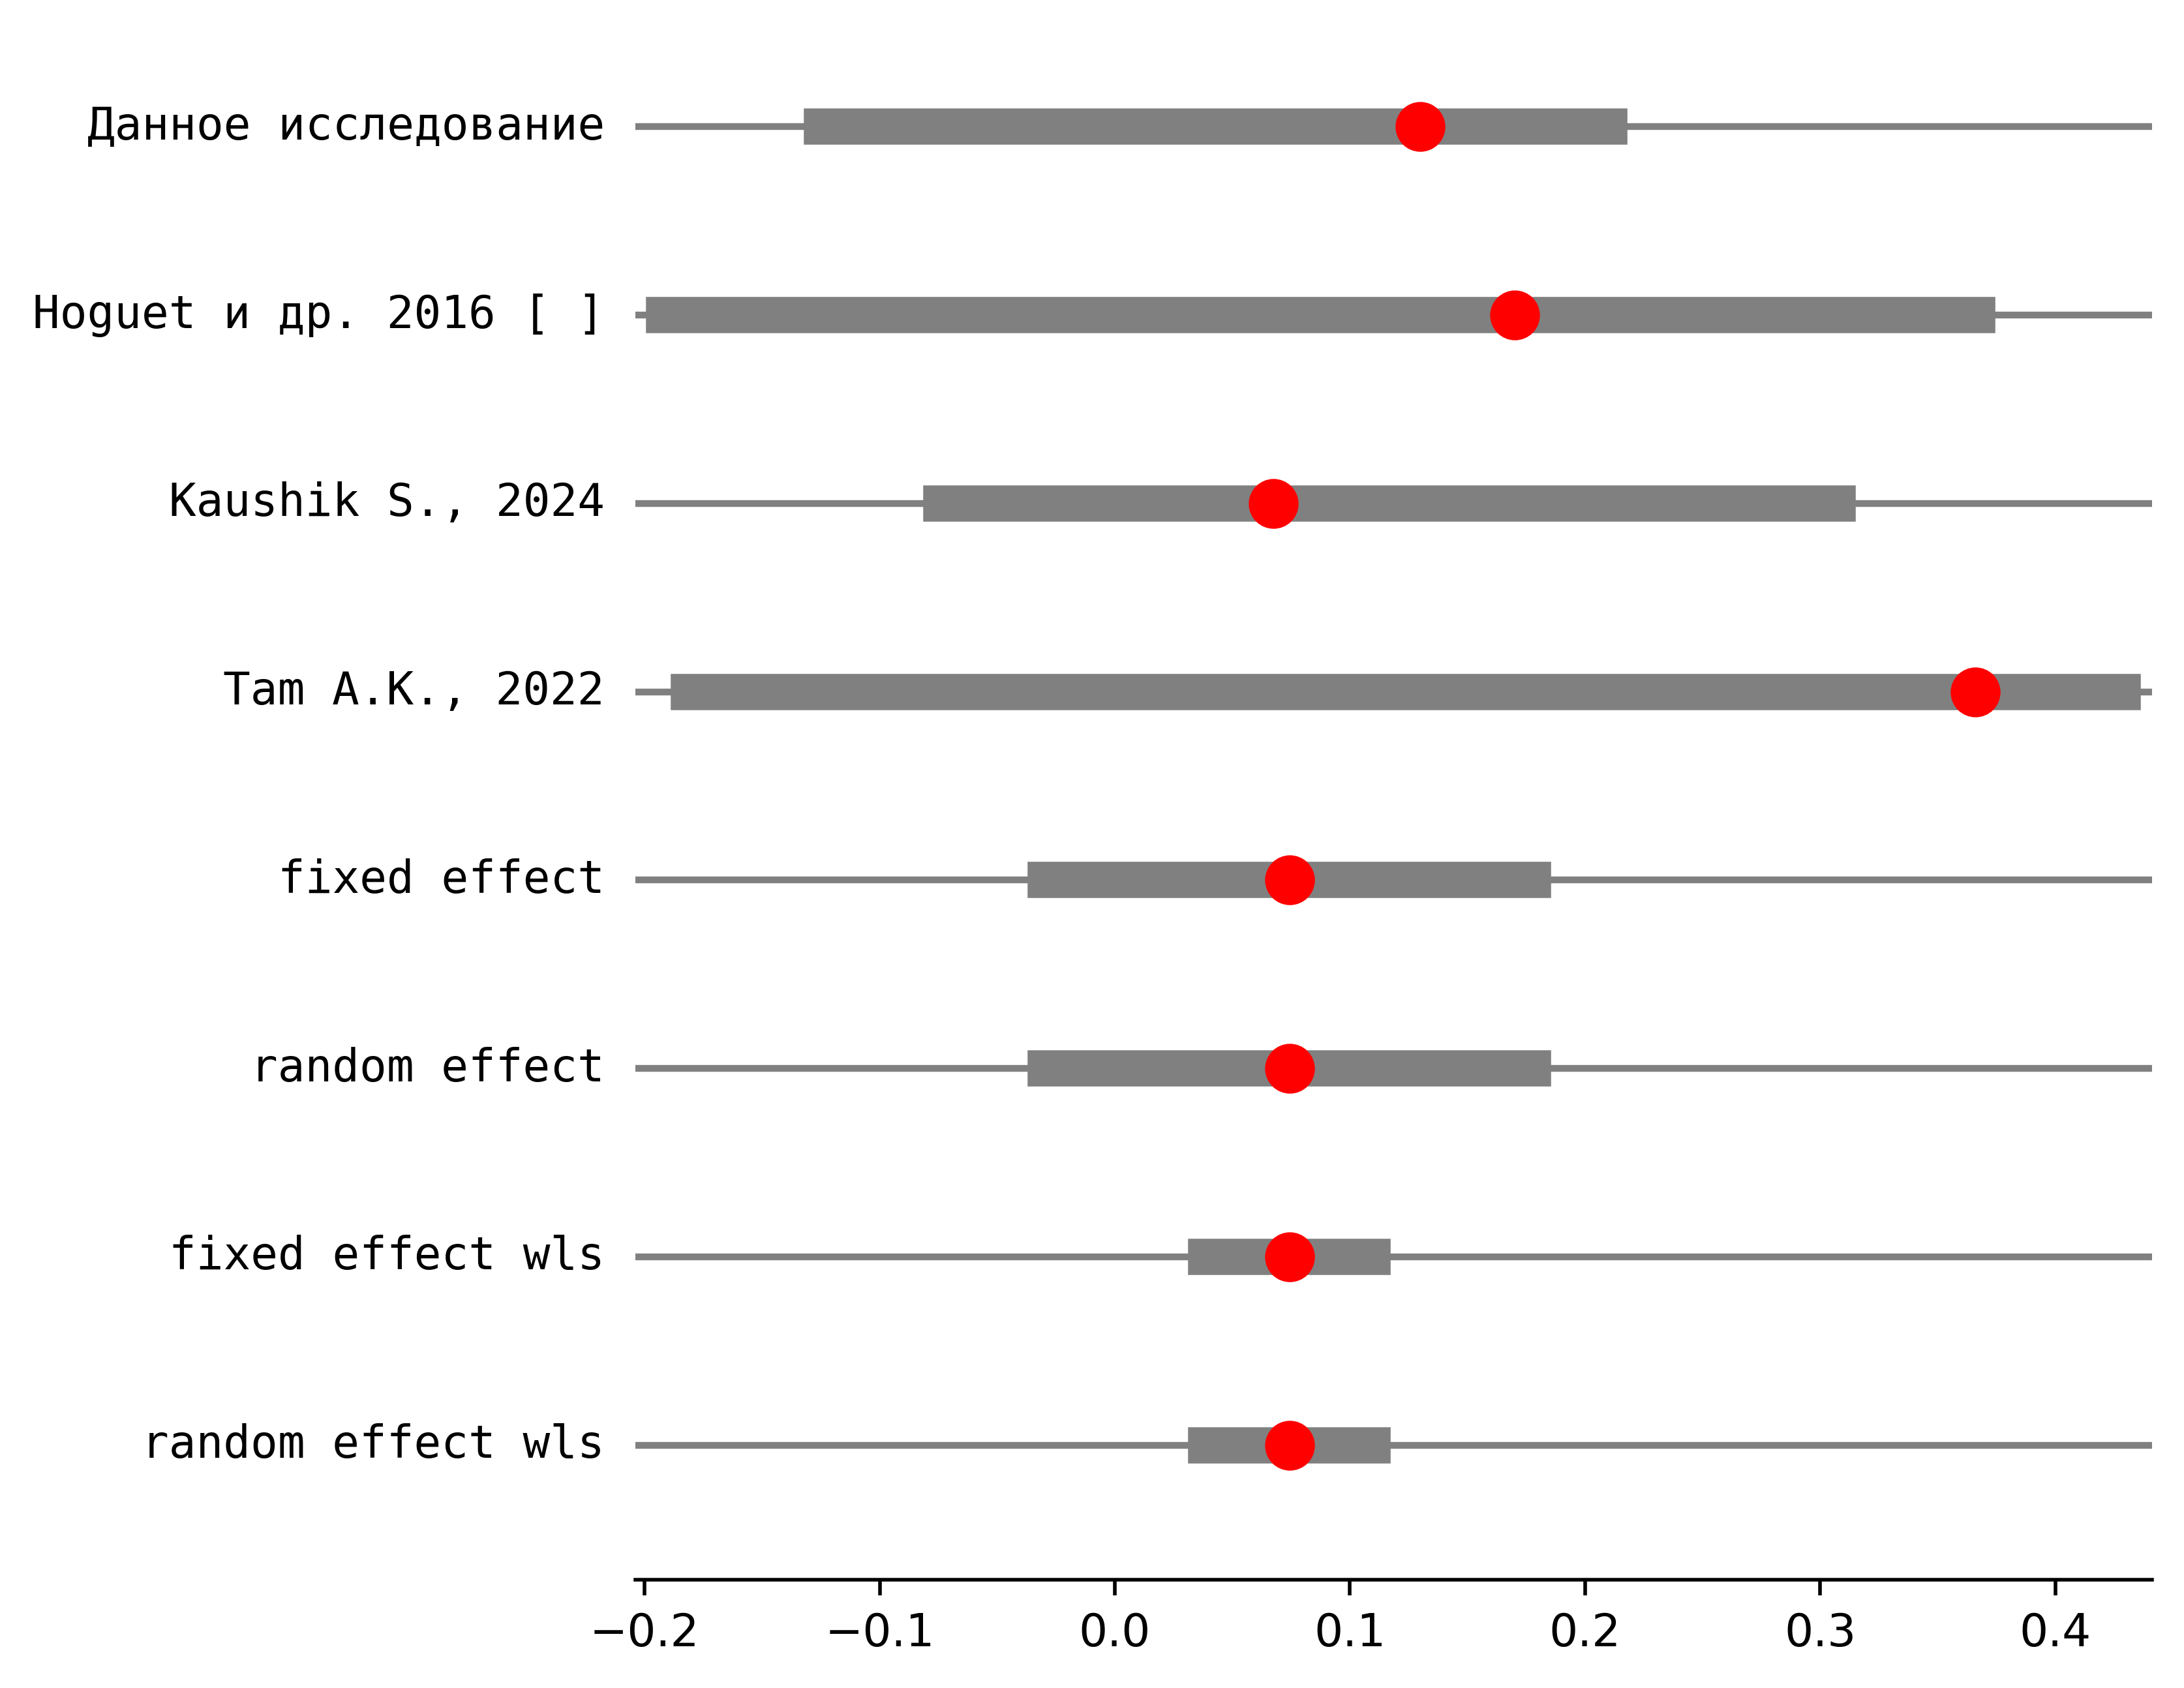 Данное исследование
Hoguet и др. 2016 [ ]
Kaushik S., 2024
Tam A.K., 2022
fixed effect
random effect
fixed effect wls
random effect wls
−0.2 −0.1 0.0 0.1 0.2 0.3 0.4